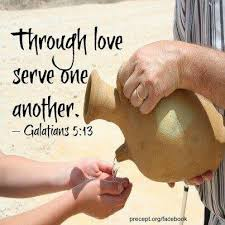 Through love
serve one
another.
– Galatians 5:13
precept.org/facebook